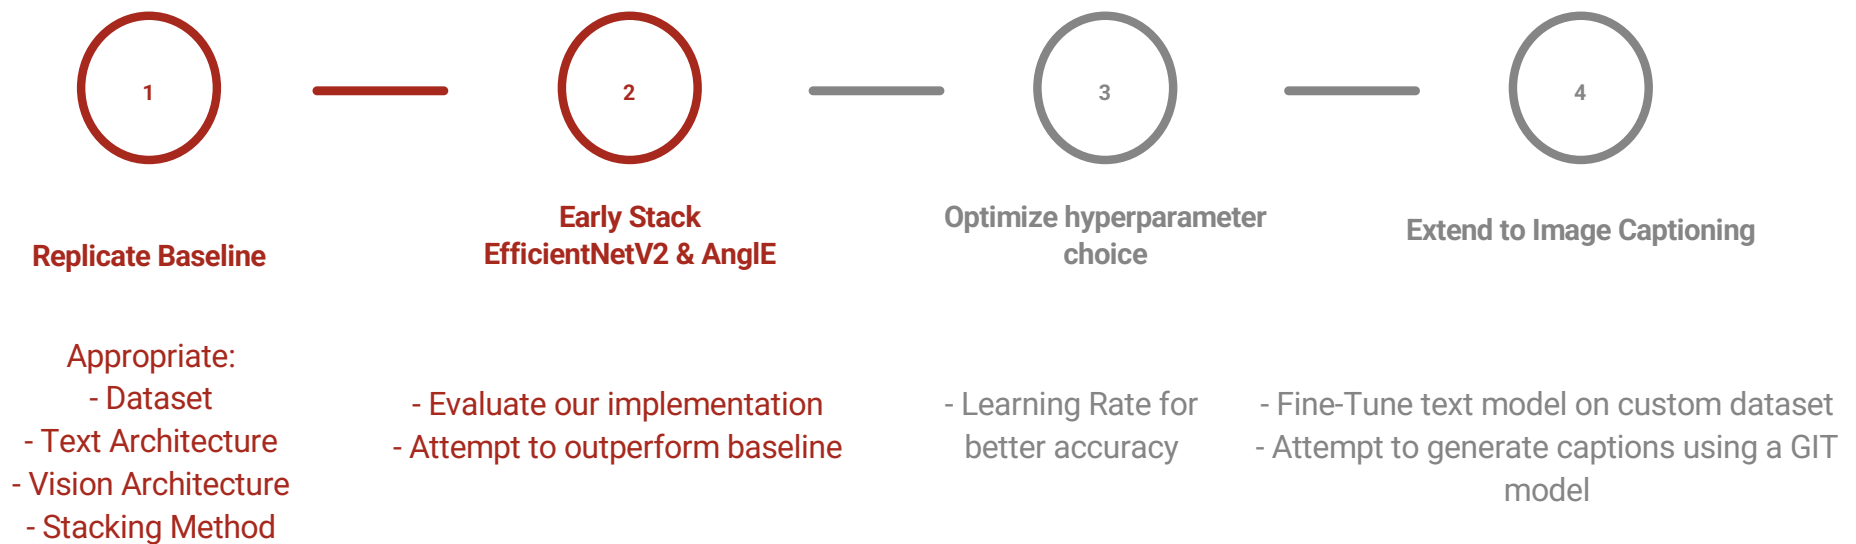 1
Replicate Baseline
Appropriate:
- Dataset
- Text Architecture
- Vision Architecture
- Stacking Method
2
Early Stack
EfficientNetV2 & AnglE
- Evaluate our implementation
- Attempt to outperform baseline
3
Optimize hyperparameter
choice
- Learning Rate for
better accuracy
4
Extend to Image Captioning
- Fine-Tune text model on custom dataset
- Attempt to generate captions using a GIT
model